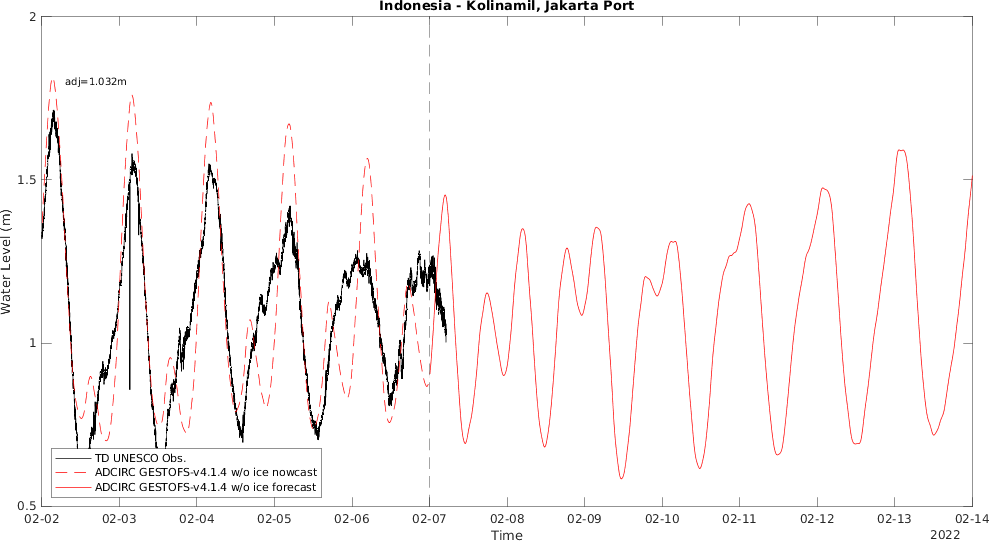 Indonesia - Kolinamil, Jakarta Port
2
adj=1.032m
1.5
Water Level (m)
1
TD UNESCO Obs.
ADCIRC GESTOFS-v4.1.4 w/o ice nowcast
ADCIRC GESTOFS-v4.1.4 w/o ice forecast
0.5
02-02 02-03 02-04 02-05 02-06 02-07 02-08 02-09 02-10 02-11 02-12 02-13 02-14
Time
2022